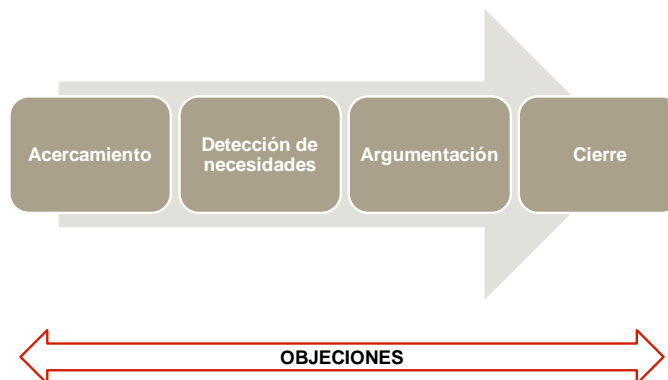 Acercamiento
Detección de
necesidades
Argumentación
Cierre
OBJECIONES